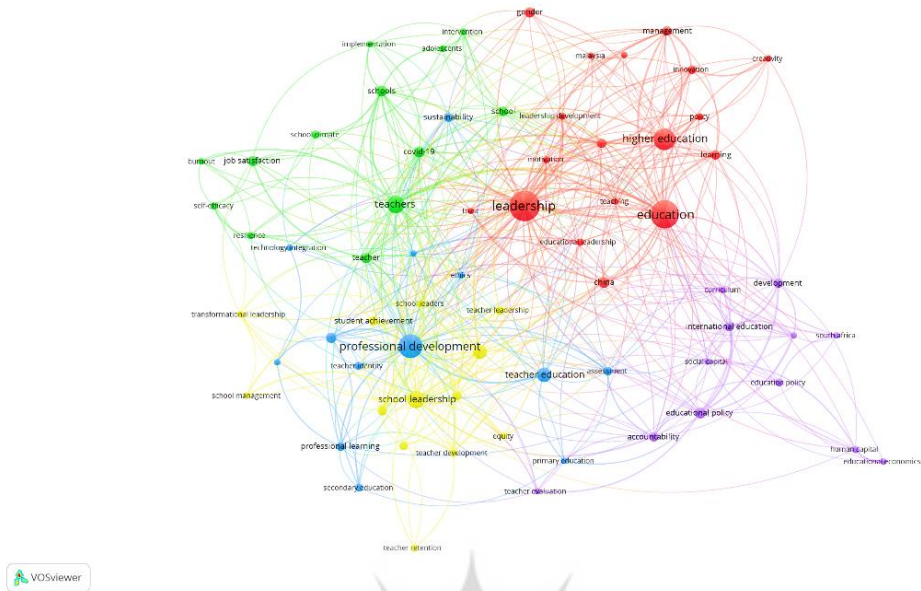 gender
intervention
management
implementation
adolescents
malaysia
creativity
innovation
schools
school
leadership development
sustainability
policy
school climate
higher education
covid-19
learning
burnout
job satisfaction
motivation
teachers
leadership
teaching
education
self-efficacy
resilience
technology integration
educational leadership
teacher
ethics
china
development
curriculum
school leaders
teacher leadership
transformational leadership
student achievement
international education
south africa
professional development
social capital
teacher identity
teacher education
assessment
education policy
school management
school leadership
educational policy
equity
accountability
professional learning
teacher development
human capital
primary education
educational economics
secondary education
teacher evaluation
teacher retention
VOSviewer